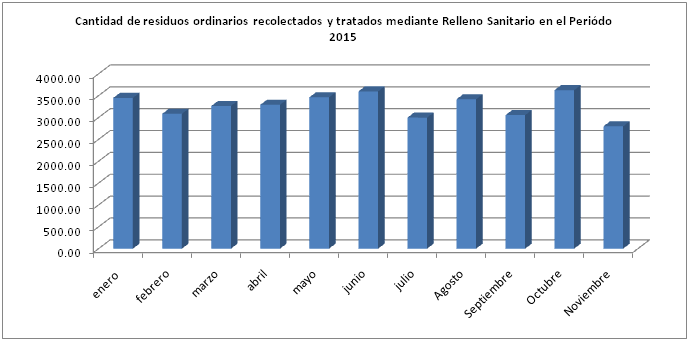 Cantidad de residuos ordinarios recolectados y tratados mediante Relleno Sanitario en el Periódo
2015
4000.00
3500.00
3000.00
2500.00
2000.00
1500.00
1000.00
500.00
0.00
enero
febrero
marzo
abril
mayo
junio
julio
Agosto
Septiembre
Octubre
Noviembre